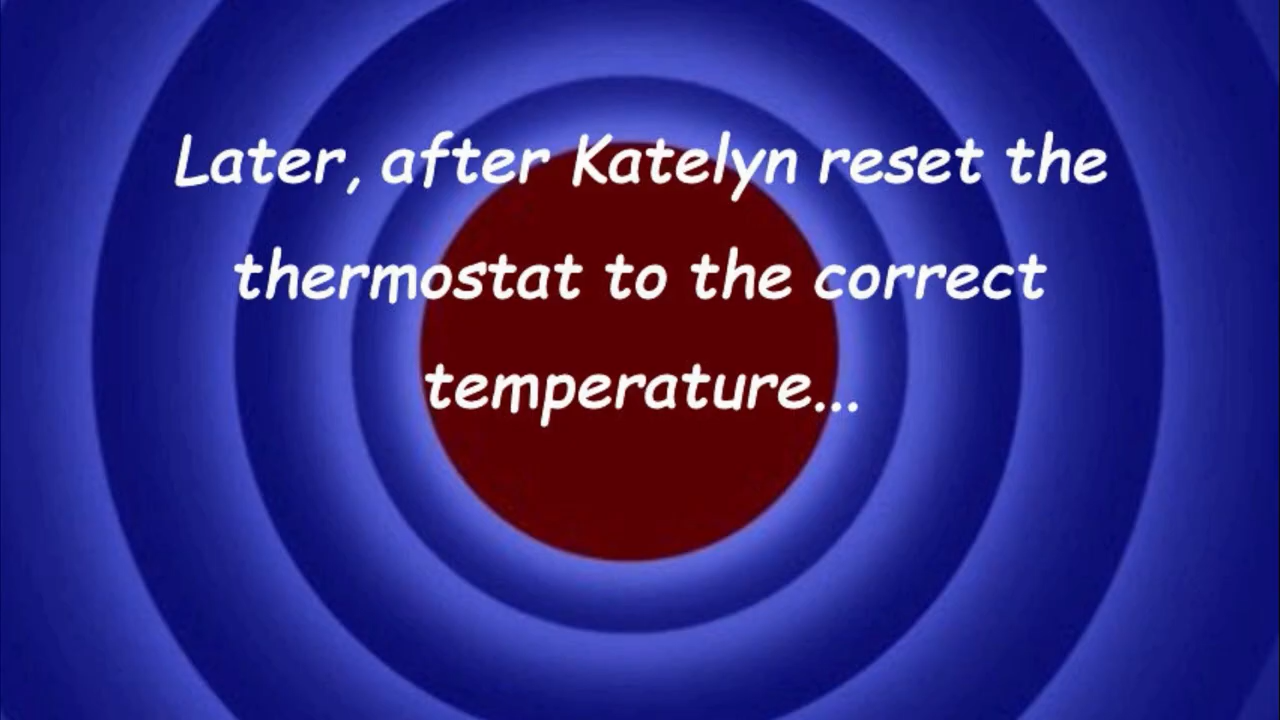 Later, after Katelyn reset the
thermostat to the correct
temperature...